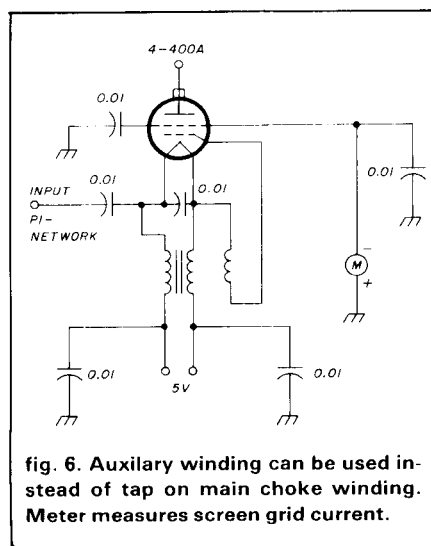 4-400A
0.01
0.01
0.01
0.01
INPUT
PI-
NETWORK
M
-
+
0.01
5V
0.01
fig. 6. Auxilary winding can be used in-
stead of tap on main choke winding.
Meter measures screen grid current.